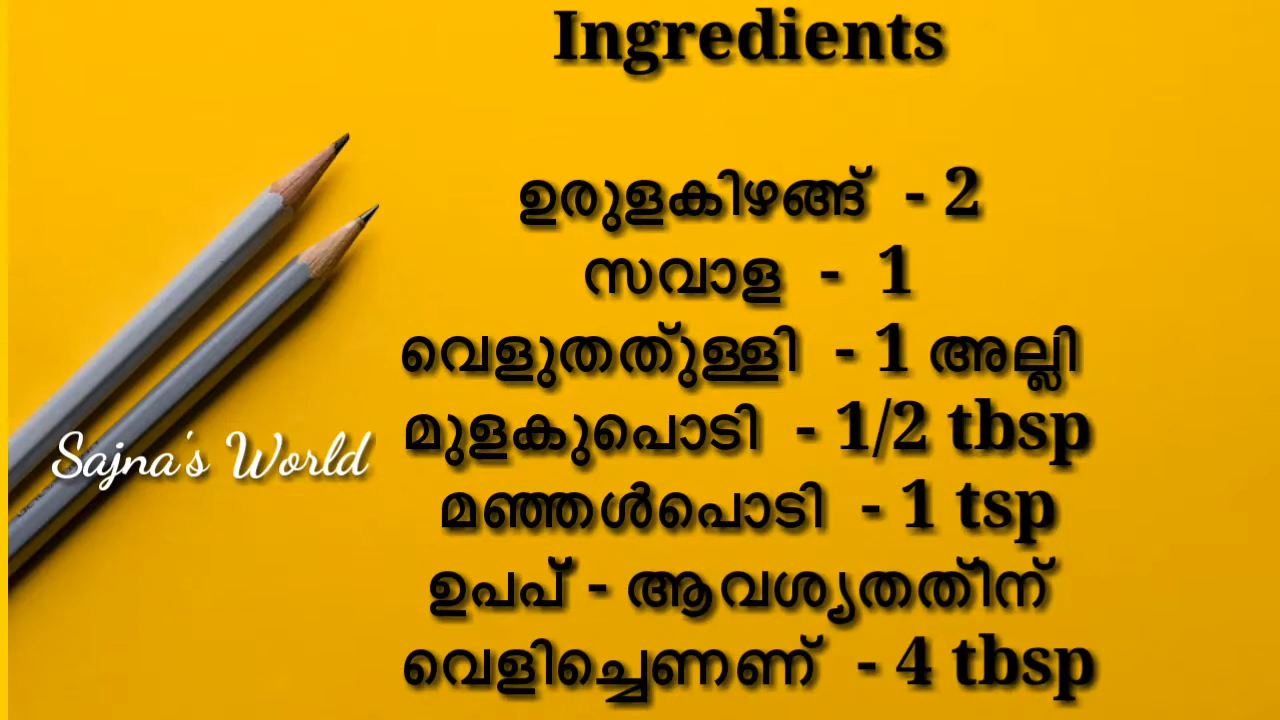 Ingredients
ഉരുളകിഴങ്ങ് - 2
സവാള - 1
വെളുതത്ുള്ളി - 1 അല്ലി
മുളകുപൊടി - 1/2 tbsp
Sajna's World
മഞ്ഞൾപൊടി - 1 tsp
ഉപപ് - ആവശ്യതത്ിന്
വെളിച്ചെണണ് - 4 tbsp